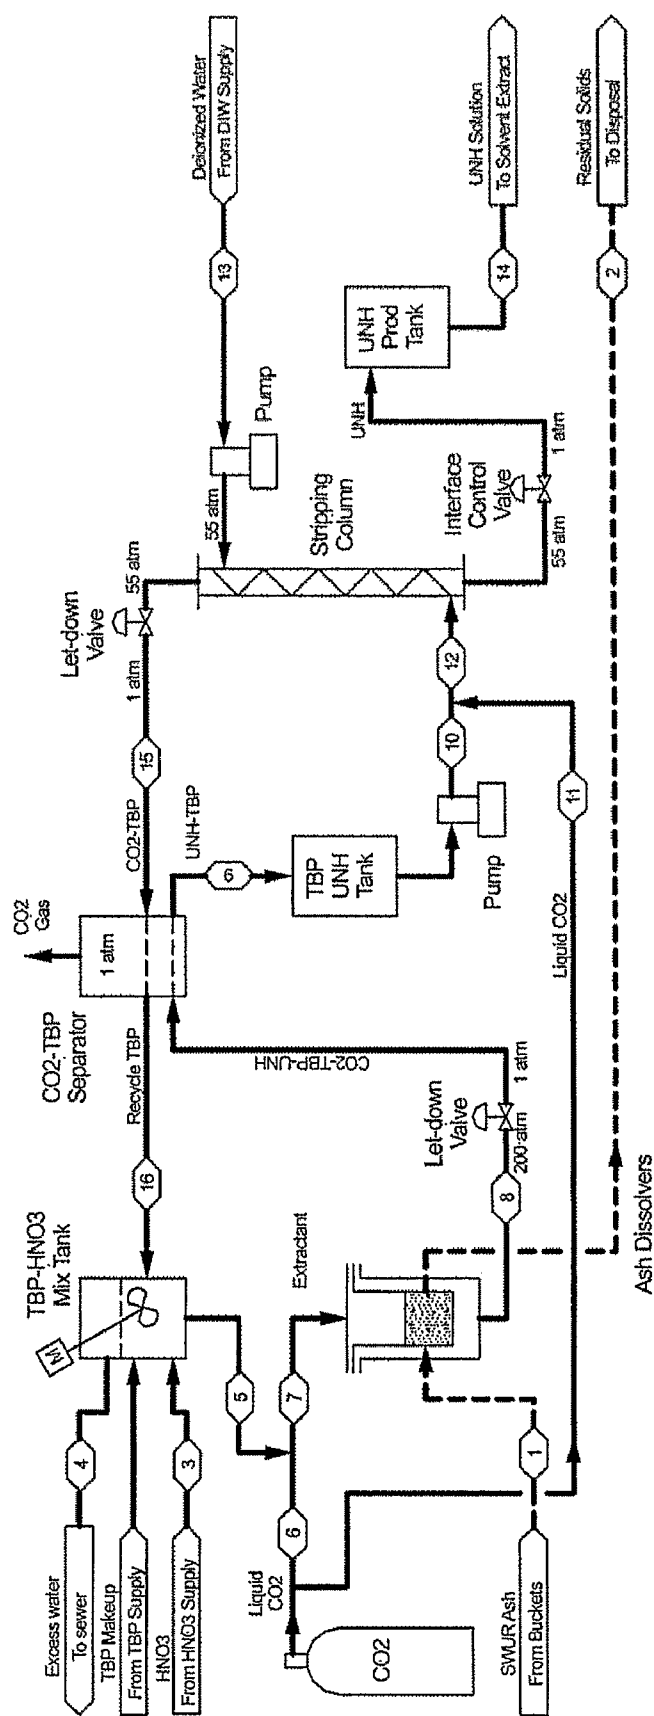 Excess water
To sewer
4
TBP Makeup
From TBP Supply
HNO3
From HNO3 Supply
3
M
TBP-HNO3
Mix Tank
16
Recycle TBP
CO2-TBP
Separator
CO2
Gas
1 atm
CO2-TBP
15
1 atm
Let-down
Valve
55 atm
Deionized Water
From DIW Supply
13
Pump
55 atm
Stripping
Column
UNH-TBP
6
TBP
UNH
Tank
Pump
10
12
Interface
Control
Valve
55 atm
1 atm
UNH
UNH
Prod
Tank
14
UNH Solution
To Solvent Extract
5
Liquid
CO2
6
7
Extractant
CO2
CO2-TBP-UNH
Let-down
Valve
200 atm
1 atm
8
Liquid CO2
11
SWUR Ash
From Buckets
1
Ash Dissolvers
2
Residual Solids
To Disposal